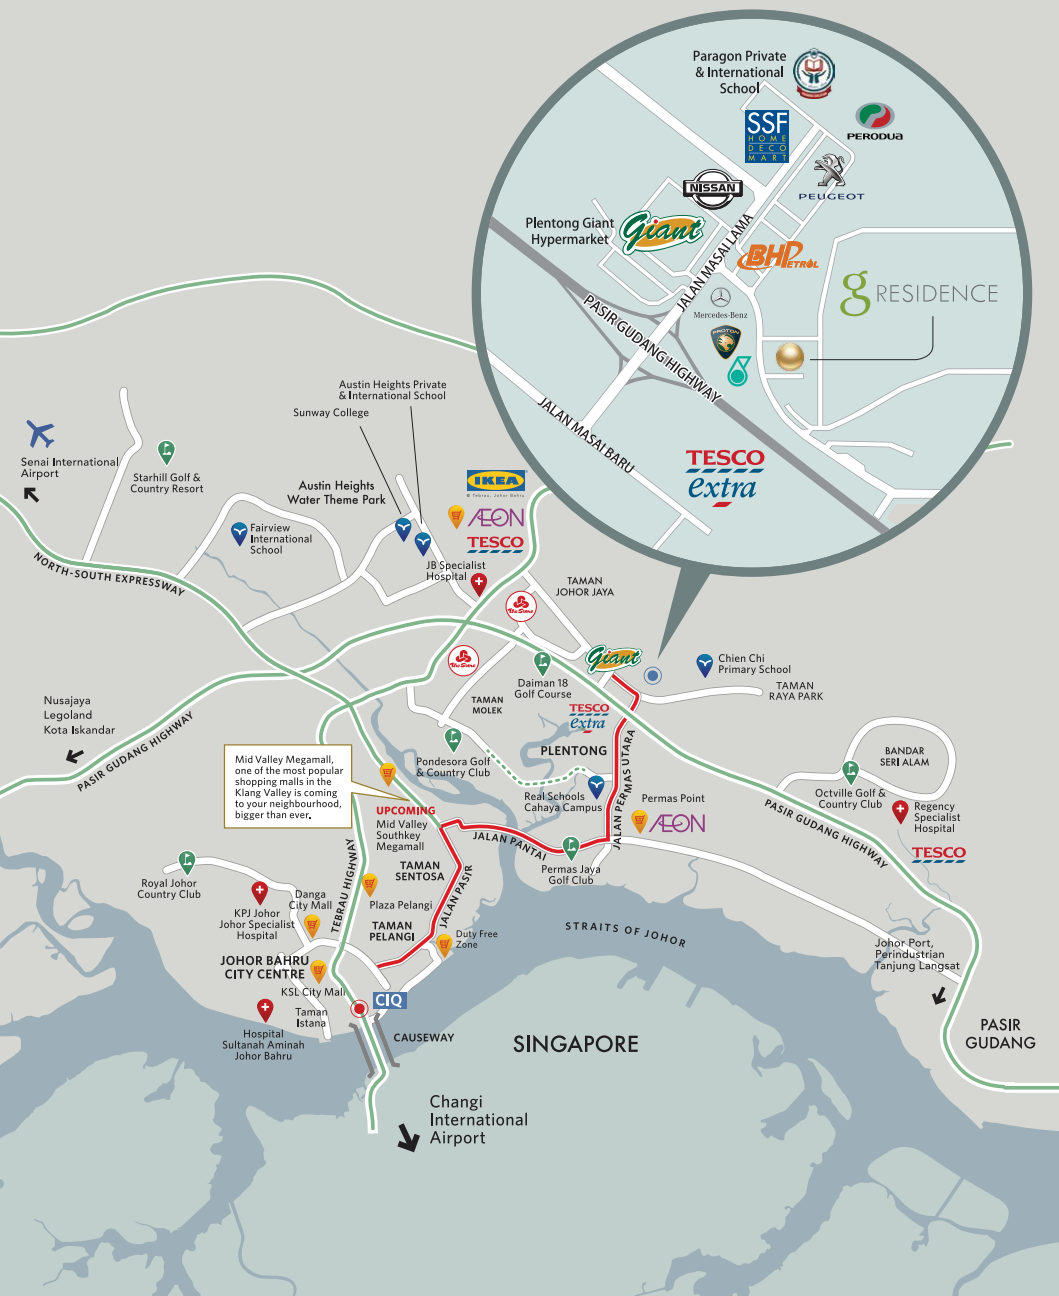 Paragon Private
& International
School
PERODUA
SSF
HOME
DECO
MART
PEUGEOT
NISSAN
Plentong Giant
Hypermarket
Giant
JALAN MASAI LAMA
BHPETROL
g RESIDENCE
PASIR GUDANG HIGHWAY
Mercedes-Benz
PROTON
JALAN MASAI BARU
TESCO
extra
Austin Heights Private
& International School
Sunway College
Senai International
Airport
Starhill Golf &
Country Resort
Austin Heights
Water Theme Park
IKEA
® Tebrau, Johor Bahru
Fairview
International
School
ÆON
TESCO
JB Specialist
Hospital
NORTH-SOUTH EXPRESSWAY
TAMAN
JOHOR JAYA
The Store
The Store
Giant
Chien Chi
Primary School
Daiman 18
Golf Course
TAMAN
RAYA PARK
Nusajaya
Legoland
Kota Iskandar
TAMAN
MOLEK
TESCO
extra
PASIR GUDANG HIGHWAY
PLENTONG
JALAN PERMAS UTARA
BANDAR
SERI ALAM
Mid Valley Megamall,
one of the most popular
shopping malls in the
Klang Valley is coming
to your neighbourhood,
bigger than ever.
Pondesora Golf
& Country Club
Real Schools
Cahaya Campus
Permas Point
ÆON
Octville Golf &
Country Club
Regency
Specialist
Hospital
PASIR GUDANG HIGHWAY
TESCO
UPCOMING
Mid Valley
Southkey
Megamall
JALAN PANTAI
TAMAN
SENTOSA
Permas Jaya
Golf Club
Royal Johor
Country Club
TEBRAU HIGHWAY
JALAN PASIR
Plaza Pelangi
KPJ Johor
Johor Specialist
Hospital
Danga
City Mall
TAMAN
PELANGI
Duty Free
Zone
STRAITS OF JOHOR
Johor Port,
Perindustrian
Tanjung Langsat
JOHOR BAHRU
CITY CENTRE
KSL City Mall
CIQ
Taman
Istana
Hospital
Sultanah Aminah
Johor Bahru
CAUSEWAY
SINGAPORE
PASIR
GUDANG
Changi
International
Airport